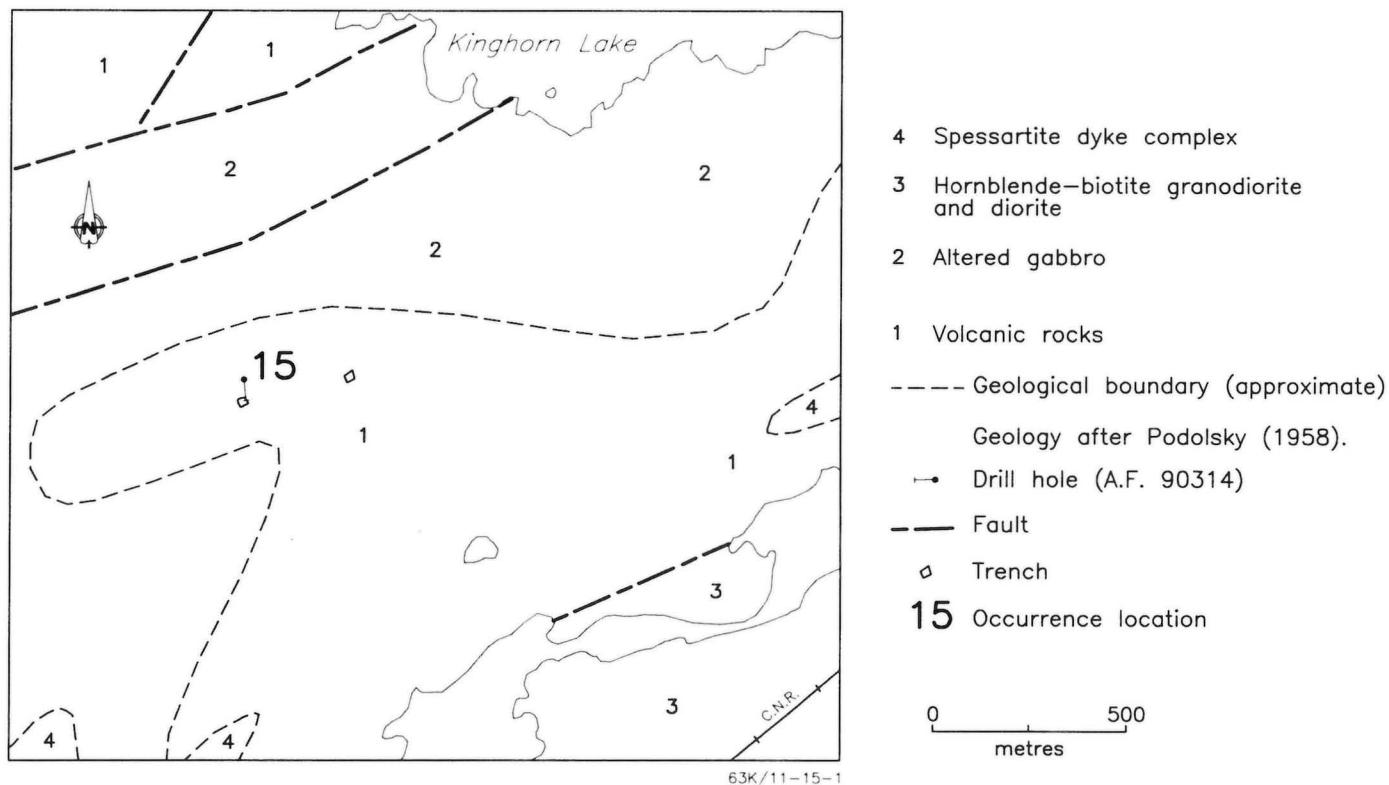 1
1
Kinghorn Lake
2
2
N
2
15
1
4
1
3
3
C.N.R.
4
4
63K/11-15-1
4 Spessartite dyke complex
3 Hornblende-biotite granodiorite
and diorite
2 Altered gabbro
1 Volcanic rocks
Geological boundary (approximate)
Geology after Podolsky (1958).
Drill hole (A.F. 90314)
Fault
Trench
15 Occurrence location
0 500
metres